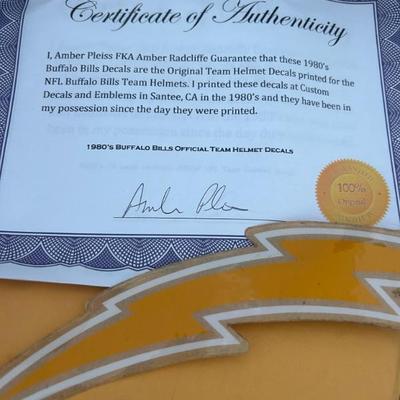 Certificate of Authenticity
I, Amber Pleiss FKA Amber Radcliffe Guarantee that these 1980's
Buffalo Bills Decals are the Original Team Helmet Decals printed for the
NFL Buffalo Bills Team Helmets. I printed these decals at Custom
Decals and Emblems in Santee, CA in the 1980's and they have been in
my possession since the day they were printed.
1980's Buffalo Bills Official Team Helmet Decals
100%
Original